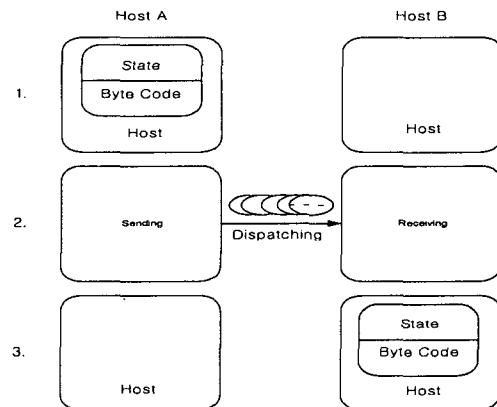 Host A
Host B
State
1.
Byte Code
Host
Host
2.
Sending
Dispatching
Receiving
State
3.
Byte Code
Host
Host